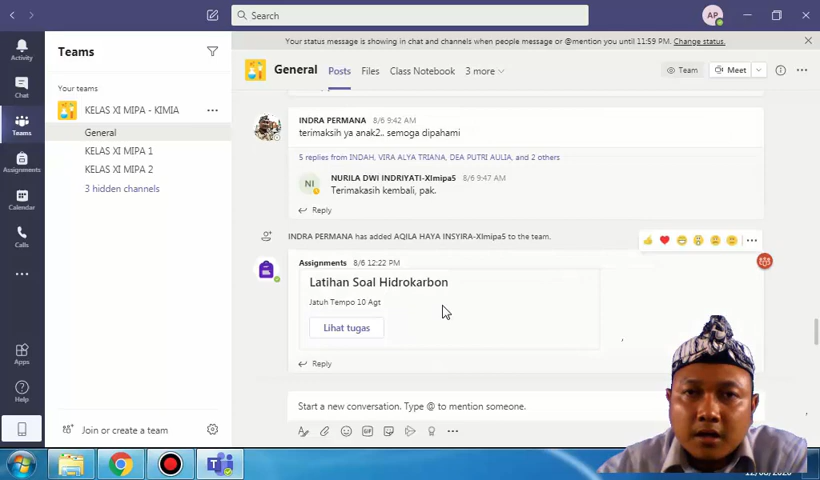 Search
AP
Activity
Chat
Teams
Assignments
Calendar
Calls
Apps
Help
Teams
Your teams
KELAS XI MIPA - KIMIA
General
KELAS XI MIPA 1
KELAS XI MIPA 2
3 hidden channels
Join or create a team
Your status message is showing in chat and channels when people message or @mention you until 11:59 PM. Change status.
General
Posts
Files
Class Notebook
3 more
Team
Meet
INDRA PERMANA 8/6 9:42 AM
terimaksih ya anak2.. semoga dipahami
5 replies from INDAH, VIRA ALYA TRIANA, DEA PUTRI AULIA, and 2 others
NI
NURILA DWI INDRIYATI-XImipa5 8/6 9:47 AM
Terimakasih kembali, pak.
Reply
INDRA PERMANA has added AQILA HAYA INSYIRA-XImipa5 to the team.
Assignments 8/6 12:22 PM
Latihan Soal Hidrokarbon
Jatuh Tempo 10 Agt
Lihat tugas
Reply
Start a new conversation. Type @ to mention someone.